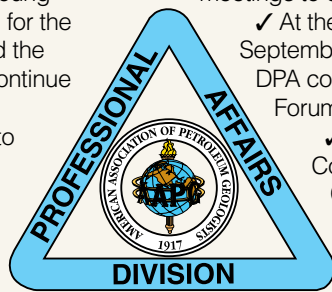 for the
d the
ontinue
to
✓ At the
Septemb
DPA co
Forum
✓
Co
PROFESSIONAL
AFFAIRS
DIVISION
AMERICAN ASSOCIATION OF PETROLEUM GEOLOGISTS
AAPG
1917